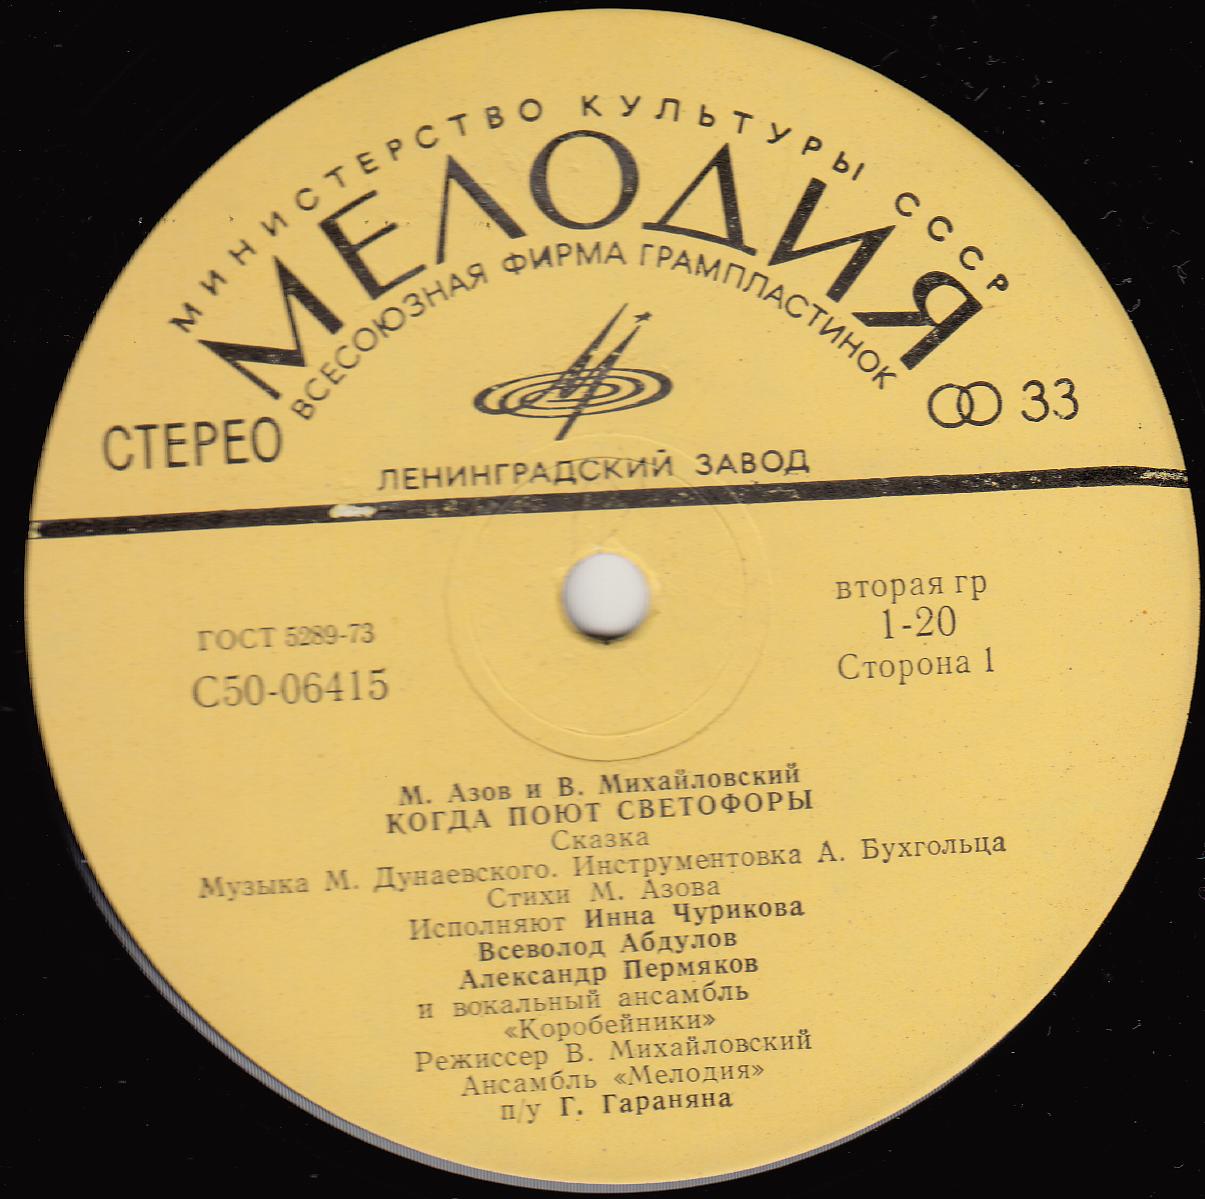 МИНИСТЕРСТВО КУЛЬТУРЫ СССР
МЕЛОДИЯ
ВСЕСОЮЗНАЯ ФИРМА ГРАМПЛАСТИНОК
СТЕРЕО
33
ЛЕНИНГРАДСКИЙ ЗАВОД
ГОСТ 5289-73
С50-06415
вторая гр
1-20
Сторона 1
М. Азов и В. Михайловский
КОГДА ПОЮТ СВЕТОФОРЫ
Сказка
Музыка М. Дунаевского. Инструментовка А. Бухгольца
Стихи М. Азова
Исполняют Инна Чурикова
Всеволод Абдулов
Александр Пермяков
и вокальный ансамбль
«Коробейники»
Режиссер В. Михайловский
Ансамбль «Мелодия»
п/у Г. Гараняна